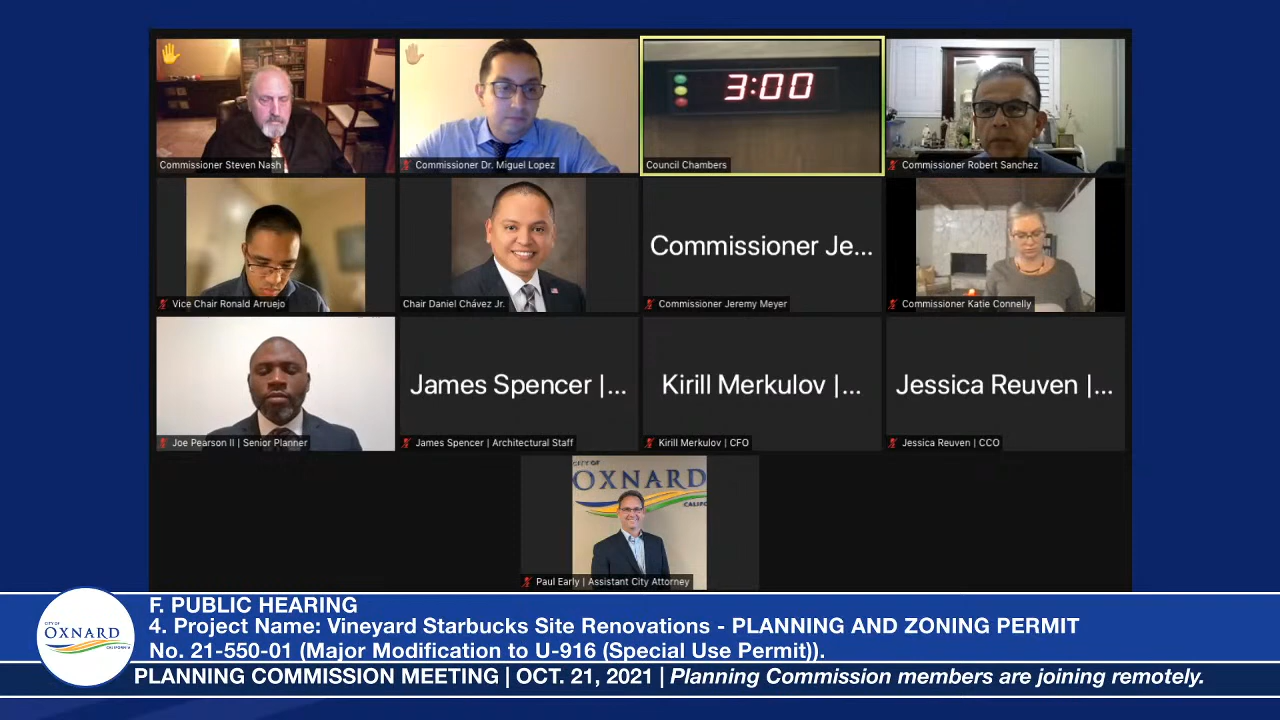 Commissioner Steven Nash
Commissioner Dr. Miguel Lopez
3:00
Council Chambers
Commissioner Robert Sanchez
Vice Chair Ronald Arruejo
Chair Daniel Chávez Jr.
Commissioner Je...
Commissioner Jeremy Meyer
Commissioner Katie Connelly
Joe Pearson II | Senior Planner
James Spencer |...
James Spencer | Architectural Staff
Kirill Merkulov |...
Kirill Merkulov | CFO
Jessica Reuven |...
Jessica Reuven | CCO
CITY OF
OXNARD
Paul Early | Assistant City Attorney
CITY OF
OXNARD
CALIFORNIA
F. PUBLIC HEARING
4. Project Name: Vineyard Starbucks Site Renovations - PLANNING AND ZONING PERMIT
No. 21-550-01 (Major Modification to U-916 (Special Use Permit)).
PLANNING COMMISSION MEETING | OCT. 21, 2021 | Planning Commission members are joining remotely.